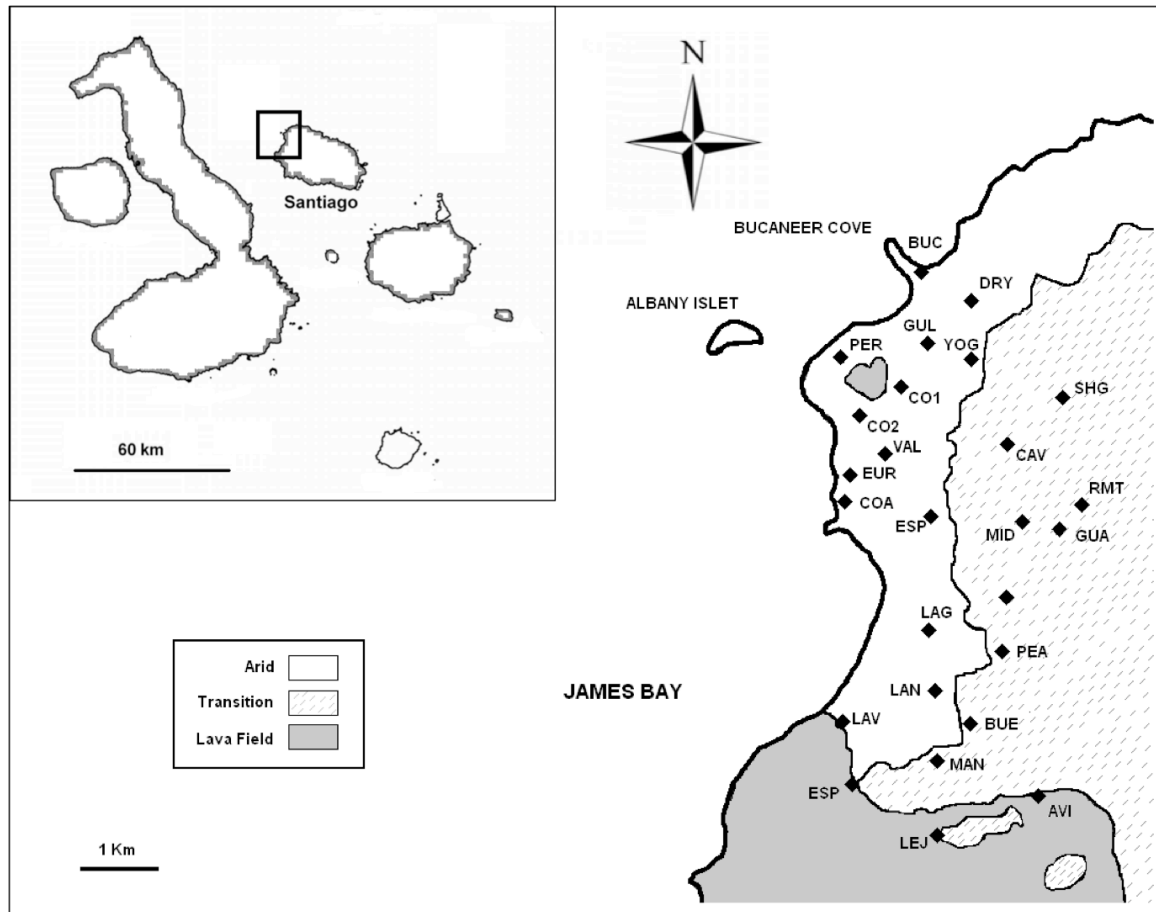 Santiago
60 km
N
BUCANEER COVE
BUC
DRY
ALBANY ISLET
GUL
PER
YOG
SHG
CO1
CO2
VAL
CAV
EUR
RMT
COA
ESP
MID
GUA
LAG
PEA
Arid
JAMES BAY
LAN
Transition
LAV
BUE
Lava Field
MAN
ESP
AVI
LEJ
1 Km